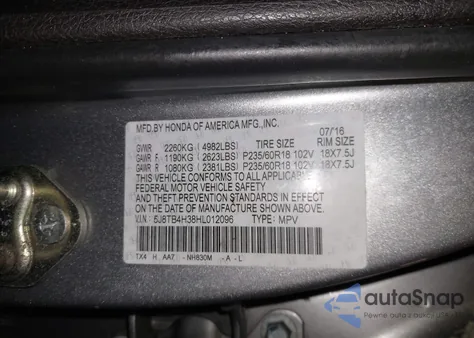 MFD.BY HONDA OF AMERICA MFG.,INC. 07/16
GVWR 2260KG (4982LBS) TIRE SIZE RIM SIZE
GAWR F 1190KG (2623LBS) P235/60R18 102V 18X7.5J
GAWR R 1080KG (2381LBS) P235/60R18 102V 18X7.5J
THIS VEHICLE CONFORMS TO ALL APPLICABLE
FEDERAL MOTOR VEHICLE SAFETY
AND THEFT PREVENTION STANDARDS IN EFFECT
ON THE DATE OF MANUFACTURE SHOWN ABOVE.
V.I.N.: 5J8TB4H38HL012096 TYPE: MPV
TX4 H AA7 - NH830M - A - L
autoSnap
Pewne auto z aukcji